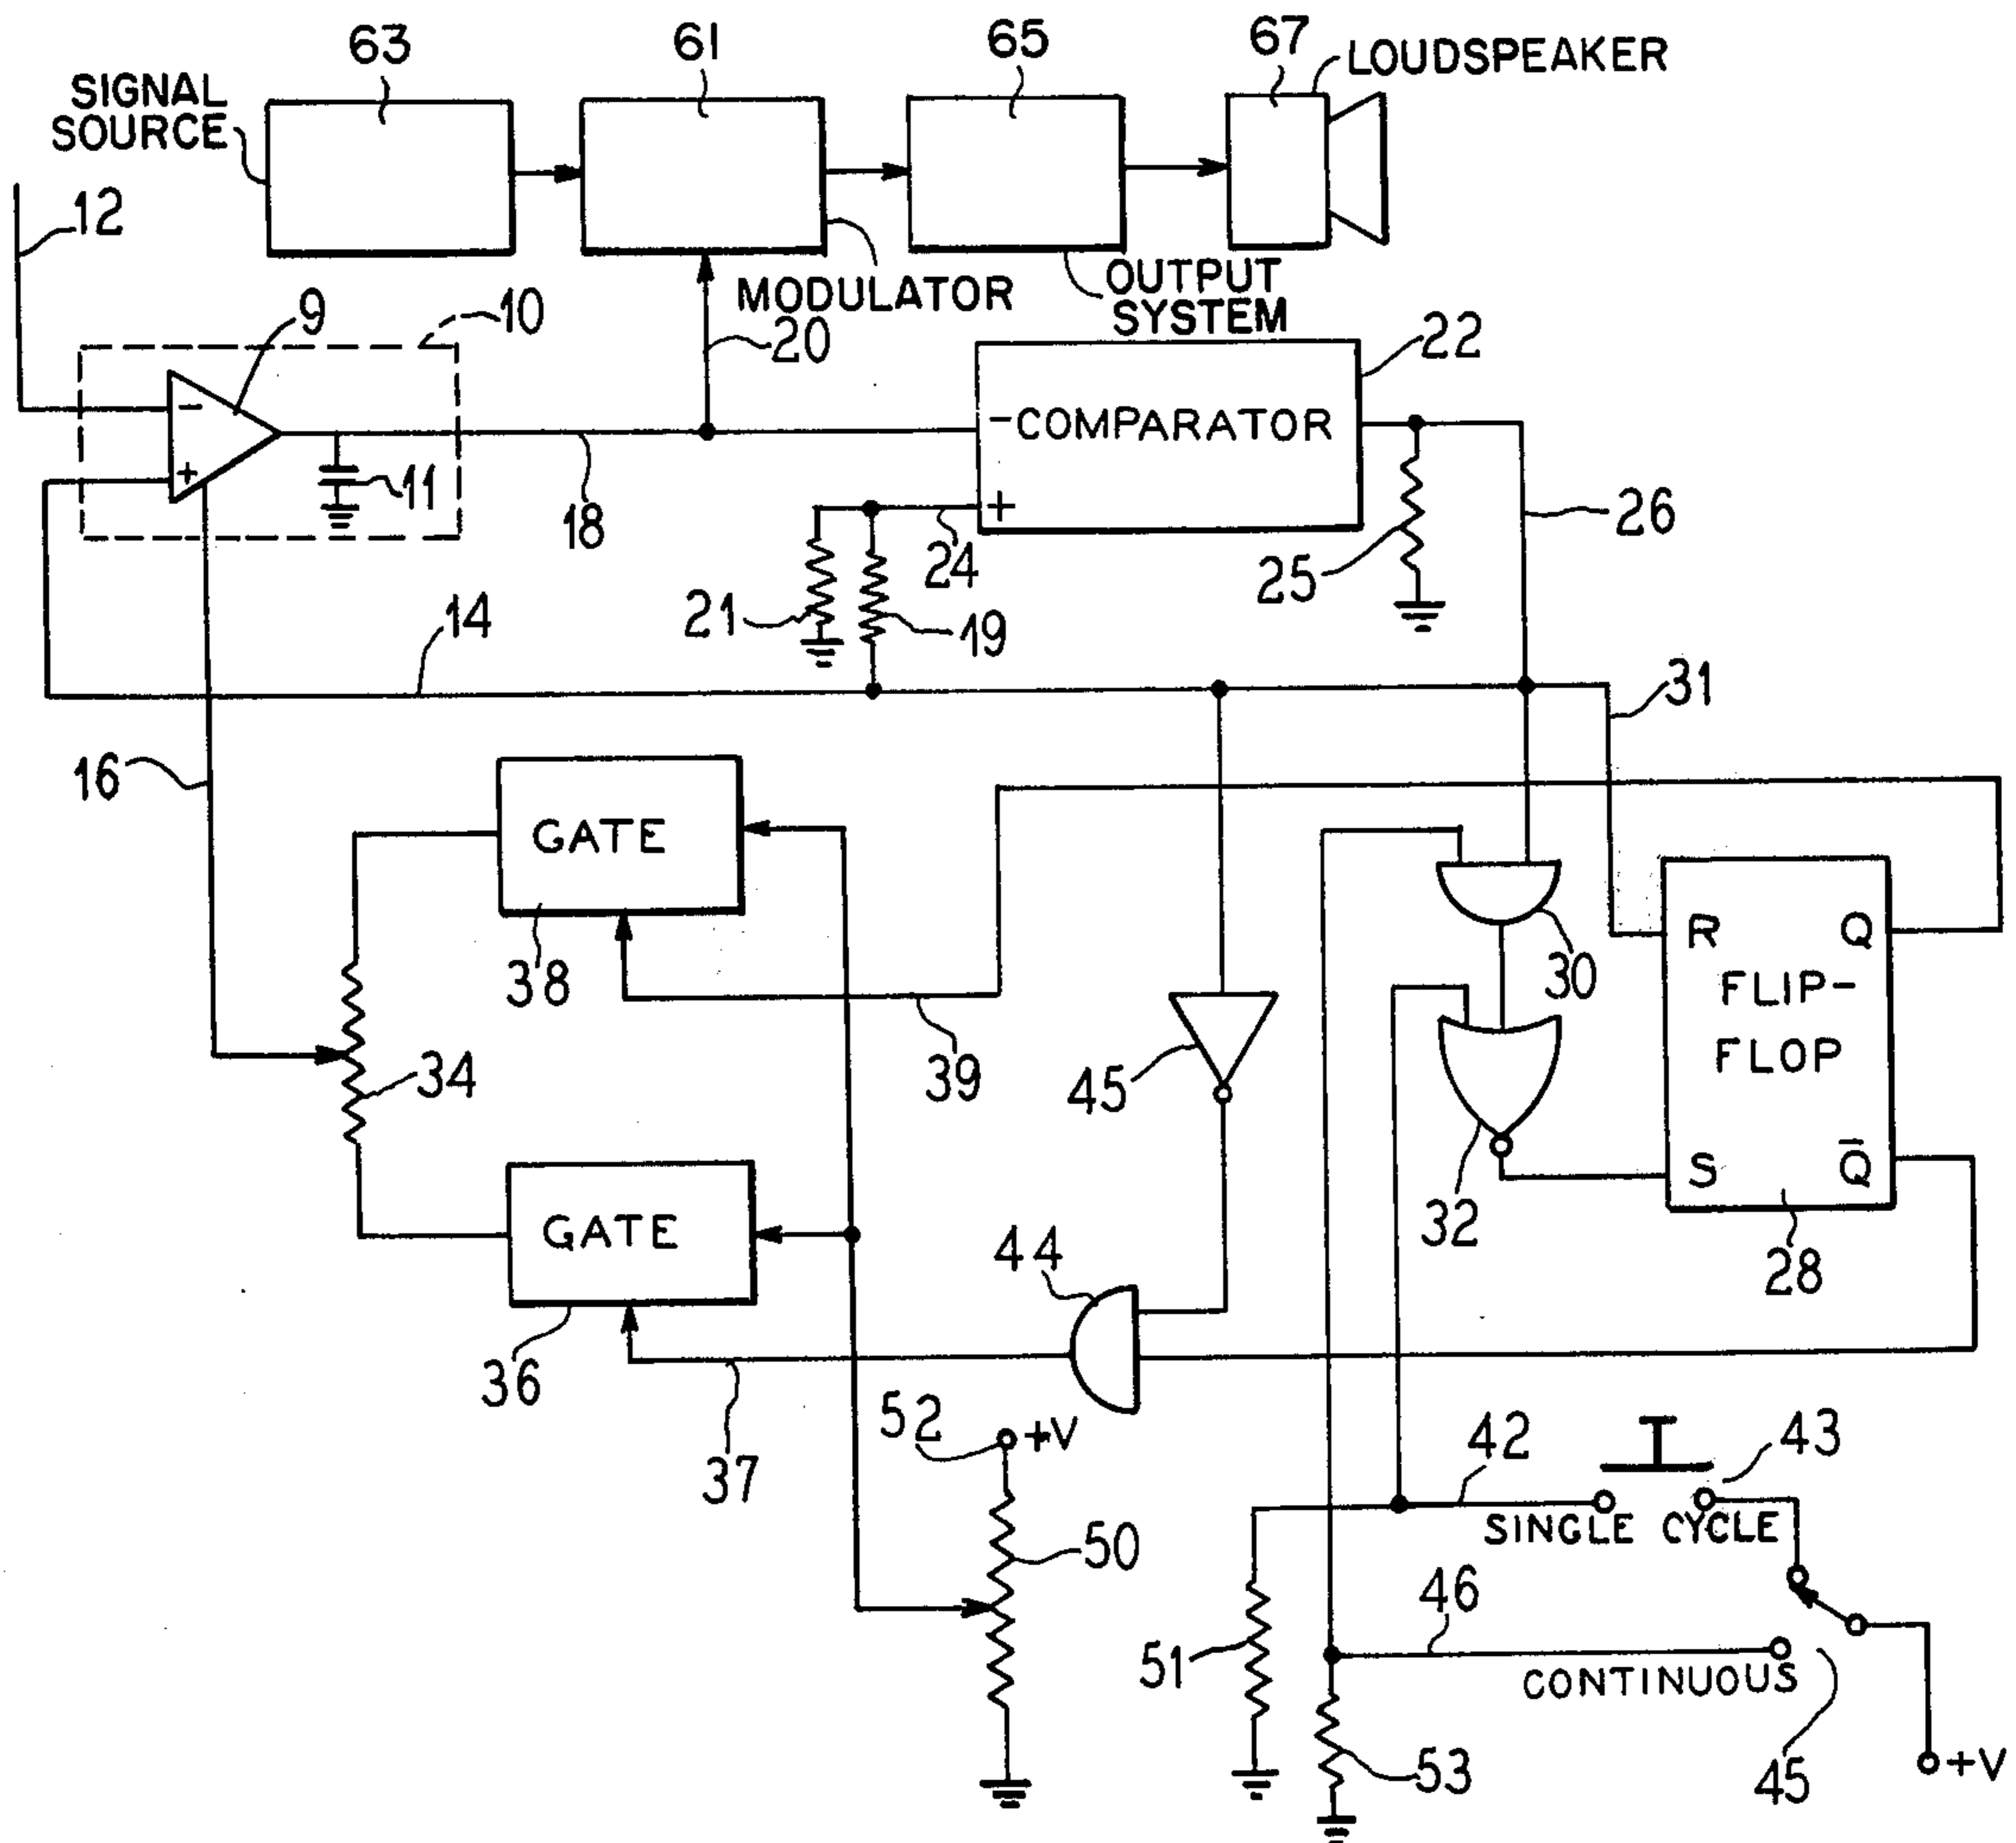 63
61
65
67
LOUDSPEAKER
SIGNAL
SOURCE
12
MODULATOR
OUTPUT
SYSTEM
9
10
20
22
-
+
11
18
- COMPARATOR
+
24
26
25
21
19
14
31
16
GATE
38
39
34
45
30
R Q
FLIP-
FLOP
S Q̅
32
28
GATE
36
44
37
52
+V
42
43
50
SINGLE CYCLE
51
46
CONTINUOUS
53
45
+V